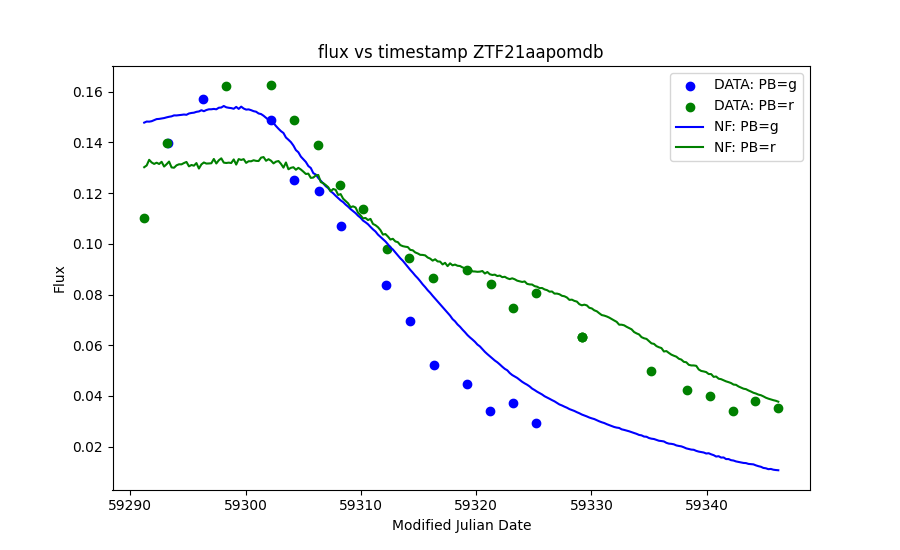 flux vs timestamp ZTF21aapomdb
DATA: PB=g
DATA: PB=r
NF: PB=g
NF: PB=r
0.16
0.14
0.12
0.10
0.08
0.06
0.04
0.02
Flux
59290 59300 59310 59320 59330 59340
Modified Julian Date